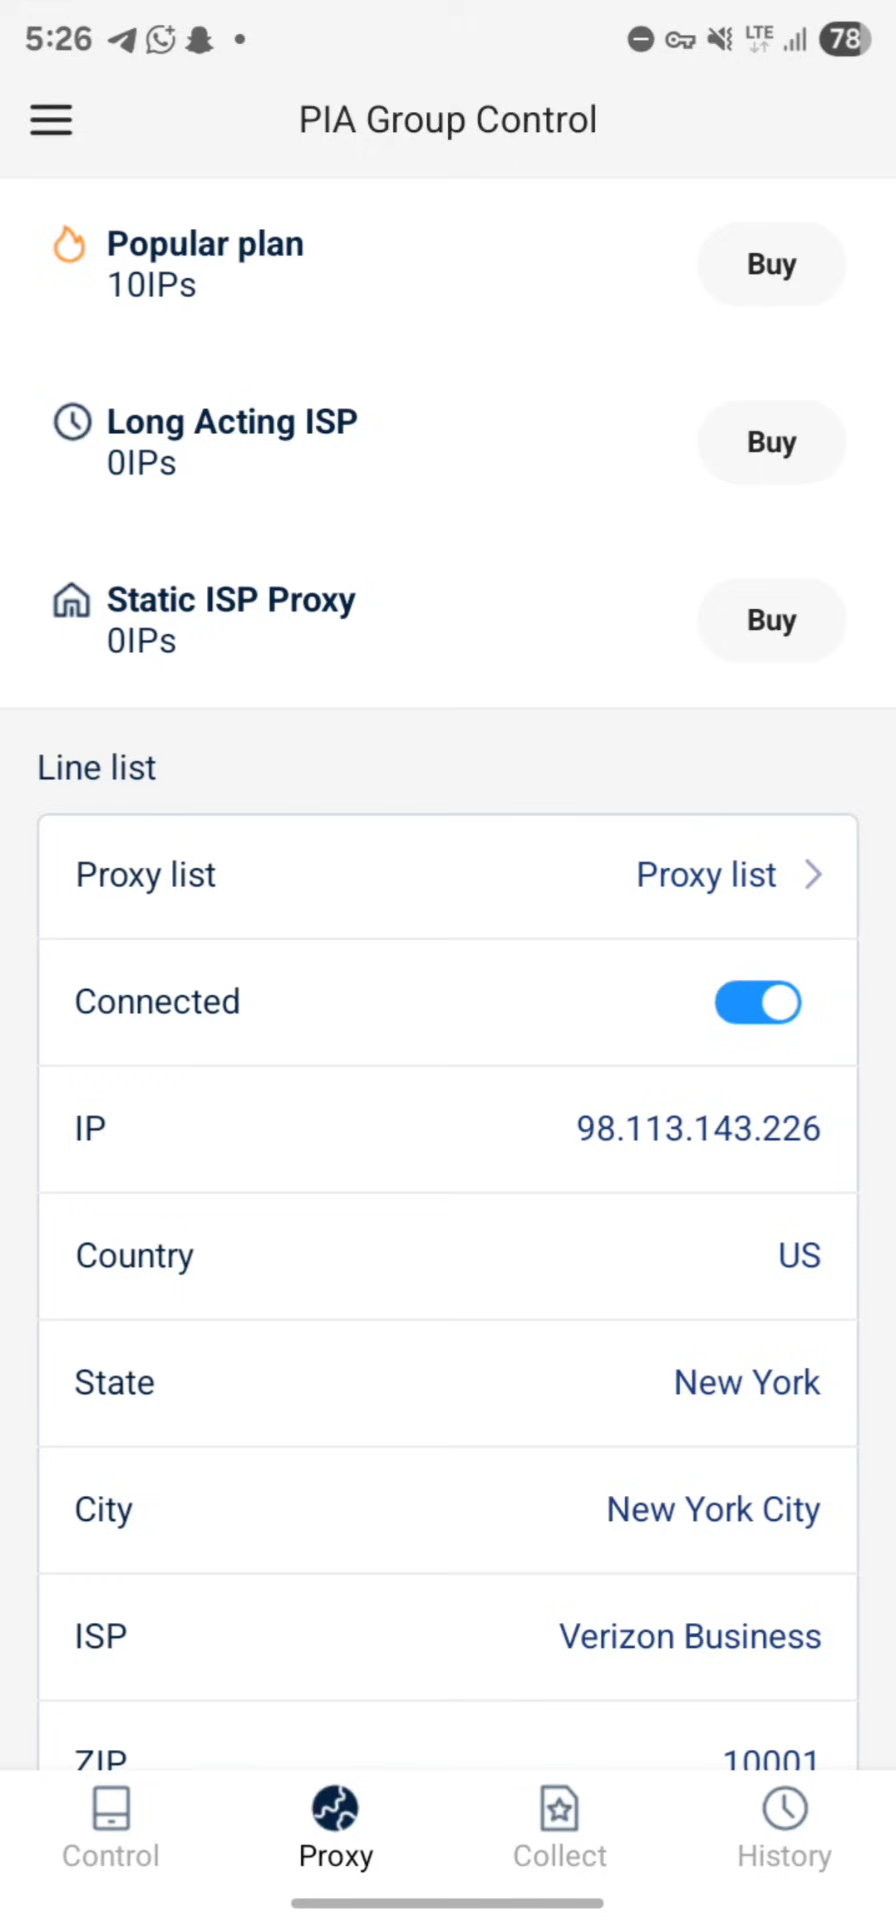 5:26
LTE
78
PIA Group Control
Popular plan
10IPs
Buy
Long Acting ISP
0IPs
Buy
Static ISP Proxy
0IPs
Buy
Line list
Proxy list Proxy list
Connected
IP 98.113.143.226
Country US
State New York
City New York City
ISP Verizon Business
ZIP 10001
Control Proxy Collect History